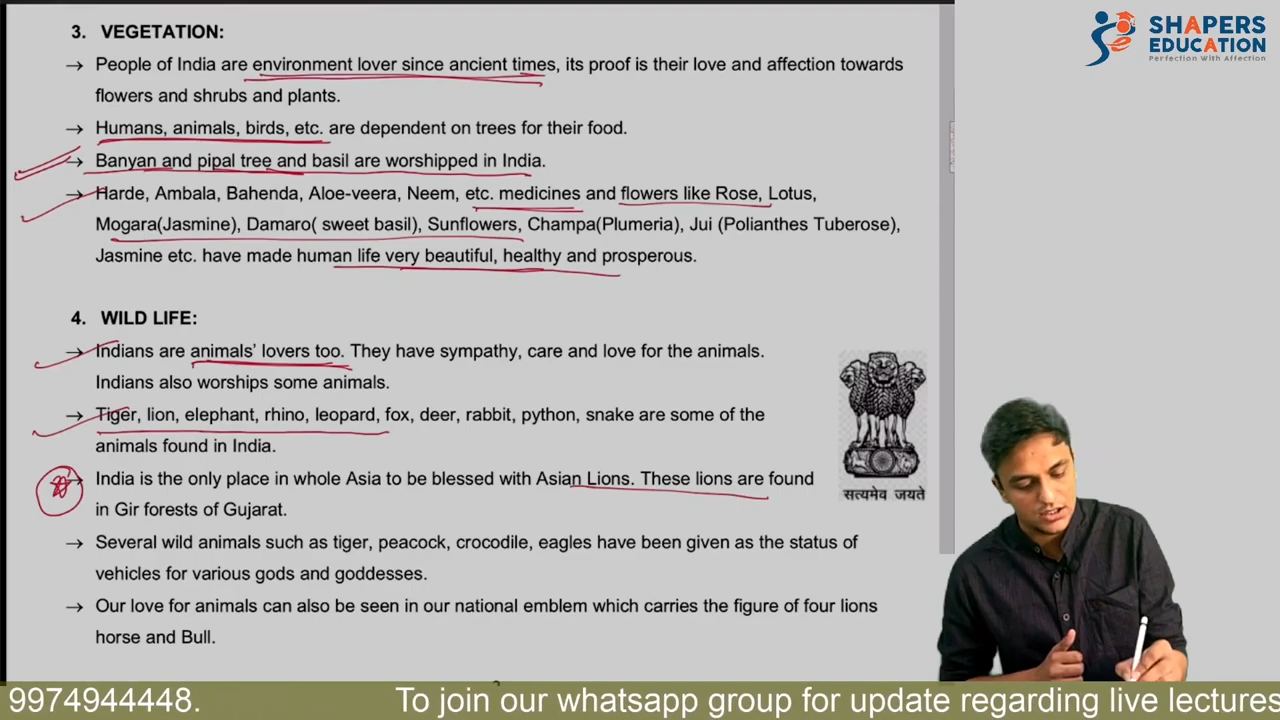 SHAPERS
EDUCATION
Perfection With Affection
3. VEGETATION:
→ People of India are environment lover since ancient times, its proof is their love and affection towards
flowers and shrubs and plants.
→ Humans, animals, birds, etc. are dependent on trees for their food.
→ Banyan and pipal tree and basil are worshipped in India.
→ Harde, Ambala, Bahenda, Aloe-veera, Neem, etc. medicines and flowers like Rose, Lotus,
Mogara(Jasmine), Damaro( sweet basil), Sunflowers, Champa(Plumeria), Jui (Polianthes Tuberose),
Jasmine etc. have made human life very beautiful, healthy and prosperous.
4. WILD LIFE:
→ Indians are animals’ lovers too. They have sympathy, care and love for the animals.
Indians also worships some animals.
→ Tiger, lion, elephant, rhino, leopard, fox, deer, rabbit, python, snake are some of the
animals found in India.
→ India is the only place in whole Asia to be blessed with Asian Lions. These lions are found
in Gir forests of Gujarat.
सत्यमेव जयते
→ Several wild animals such as tiger, peacock, crocodile, eagles have been given as the status of
vehicles for various gods and goddesses.
→ Our love for animals can also be seen in our national emblem which carries the figure of four lions
horse and Bull.
9974944448. To join our whatsapp group for update regarding live lectures